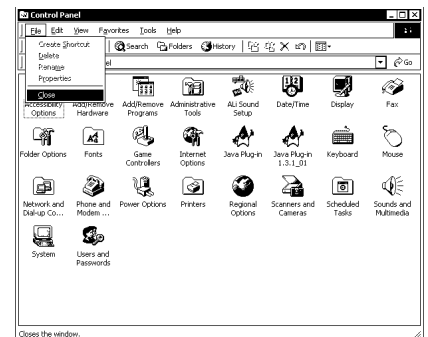 Control Panel
File Edit View Favorites Tools Help
Create Shortcut
Delete
Rename
Properties
Close
Search Folders History
Go
Accessibility Options
Add/Remove Hardware
Add/Remove Programs
Administrative Tools
ALi Sound Setup
Date/Time
Display
Fax
Folder Options
Fonts
Game Controllers
Internet Options
Java Plug-in
Java Plug-in 1.3.1_01
Keyboard
Mouse
Network and Dial-up Co...
Phone and Modem ...
Power Options
Printers
Regional Options
Scanners and Cameras
Scheduled Tasks
Sounds and Multimedia
System
Users and Passwords
Closes the window.